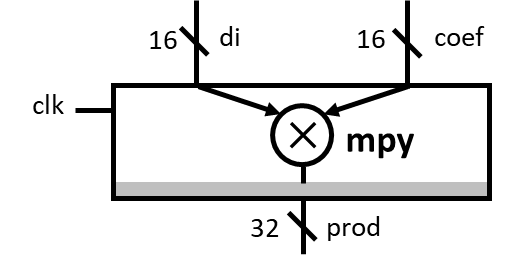 16 di 16 coef
clk
mpy
32 prod